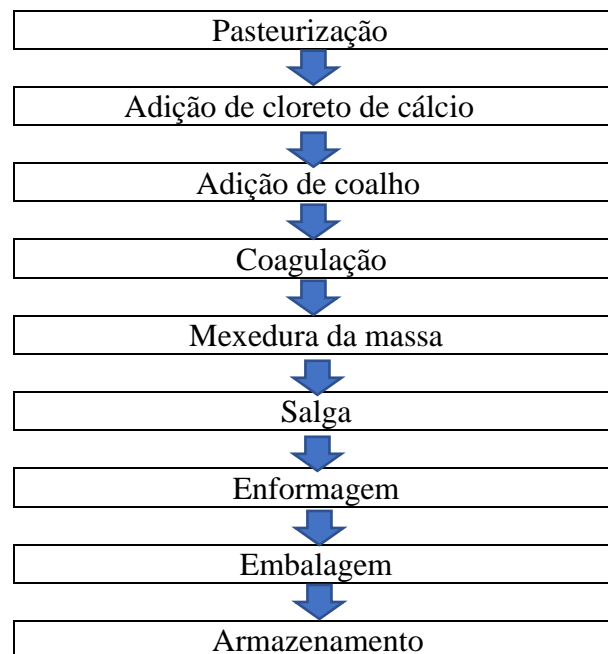 Pasteurização
Adição de cloreto de cálcio
Adição de coalho
Coagulação
Mexedura da massa
Salga
Enformagem
Embalagem
Armazenamento